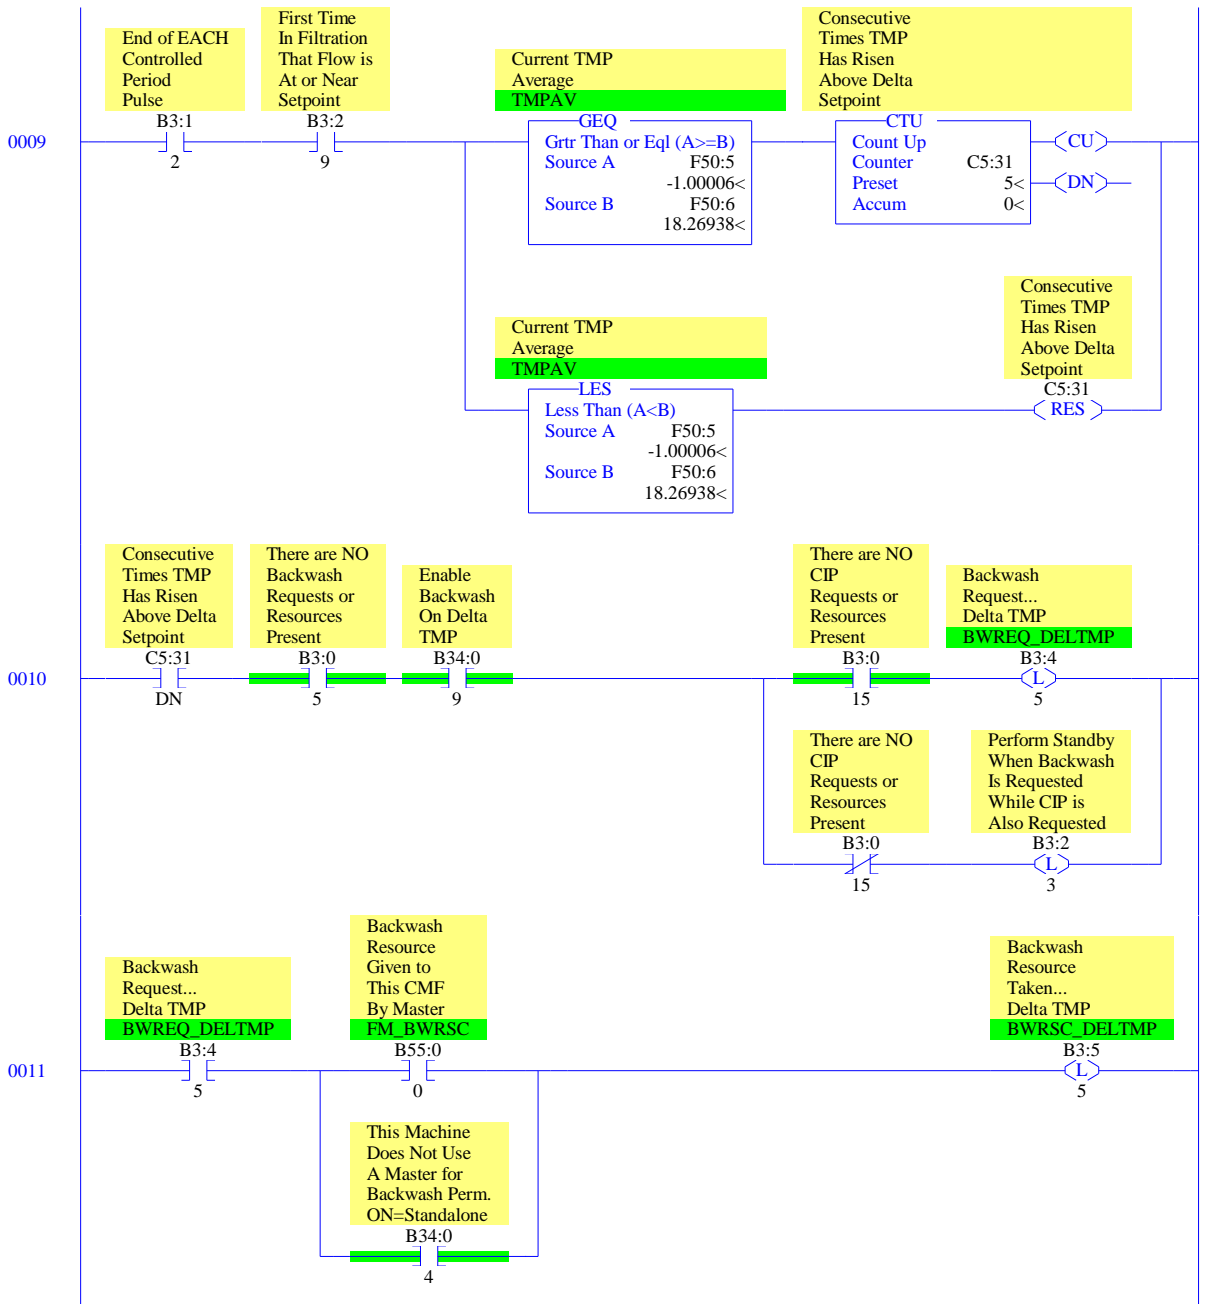 End of EACH
Controlled
Period
Pulse
B3:1
2
First Time
In Filtration
That Flow is
At or Near
Setpoint
B3:2
9
Current TMP
Average
TMPAV
GEQ
Grtr Than or Eql (A>=B)
Source A F50:5
-1.00006<
Source B F50:6
18.26938<
Consecutive
Times TMP
Has Risen
Above Delta
Setpoint
CTU
Count Up
Counter C5:31
Preset 5<
Accum 0<
CU
DN
0009
Current TMP
Average
TMPAV
LES
Less Than (A<B)
Source A F50:5
-1.00006<
Source B F50:6
18.26938<
Consecutive
Times TMP
Has Risen
Above Delta
Setpoint
C5:31
RES
0010
Consecutive
Times TMP
Has Risen
Above Delta
Setpoint
C5:31
DN
There are NO
Backwash
Requests or
Resources
Present
B3:0
5
Enable
Backwash
On Delta
TMP
B34:0
9
There are NO
CIP
Requests or
Resources
Present
B3:0
15
Backwash
Request...
Delta TMP
BWREQ_DELTMP
B3:4
L
5
There are NO
CIP
Requests or
Resources
Present
B3:0
15
Perform Standby
When Backwash
Is Requested
While CIP is
Also Requested
B3:2
L
3
0011
Backwash
Request...
Delta TMP
BWREQ_DELTMP
B3:4
5
Backwash
Resource
Given to
This CMF
By Master
FM_BWRSC
B55:0
0
Backwash
Resource
Taken...
Delta TMP
BWRSC_DELTMP
B3:5
L
5
This Machine
Does Not Use
A Master for
Backwash Perm.
ON=Standalone
B34:0
4